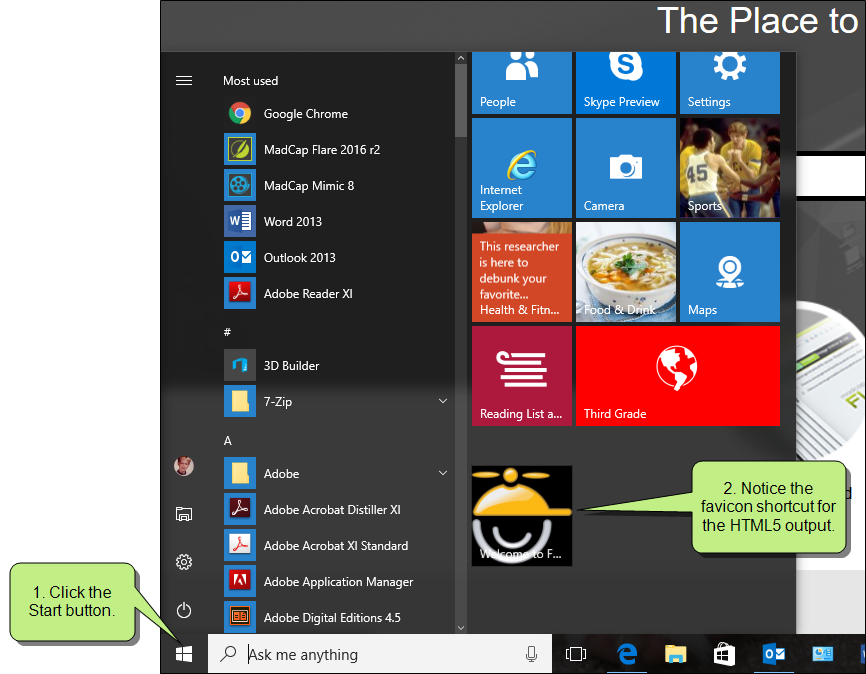 The Place to
Most used
Google Chrome
MadCap Flare 2016 r2
MadCap Mimic 8
Word 2013
Outlook 2013
Adobe Reader XI
#
3D Builder
7-Zip
A
Adobe
Adobe Acrobat Distiller XI
Adobe Acrobat XI Standard
Adobe Application Manager
Adobe Digital Editions 4.5
People
Skype Preview
Settings
Internet
Explorer
Camera
45
Sports
This researcher
is here to
debunk your
favorite...
Health & Fitn...
Food & Drink
Maps
Reading List a...
Third Grade
Welcome to F...
1. Click the
Start button.
2. Notice the
favicon shortcut for
the HTML5 output.
Ask me anything